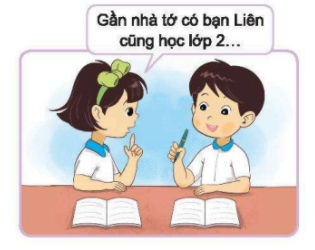 Gần nhà tớ có bạn Liên
cũng học lớp 2...